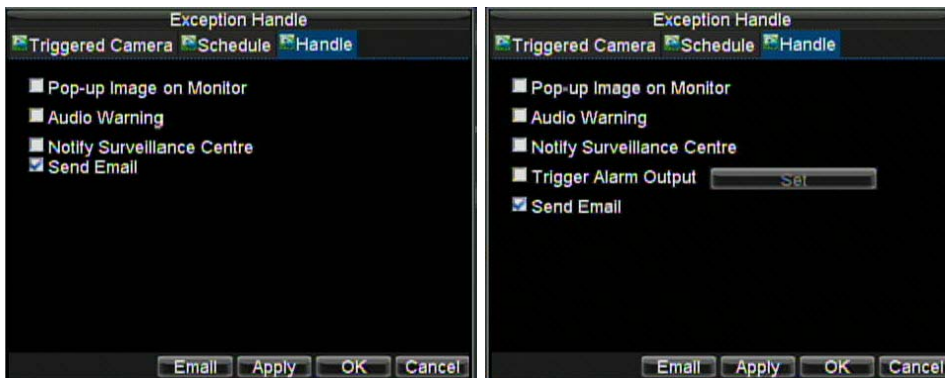 Exception Handle
Triggered Camera Schedule Handle
Pop-up Image on Monitor
Audio Warning
Notify Surveillance Centre
Send Email
Email Apply OK Cancel
Exception Handle
Triggered Camera Schedule Handle
Pop-up Image on Monitor
Audio Warning
Notify Surveillance Centre
Trigger Alarm Output Set
Send Email
Email Apply OK Cancel